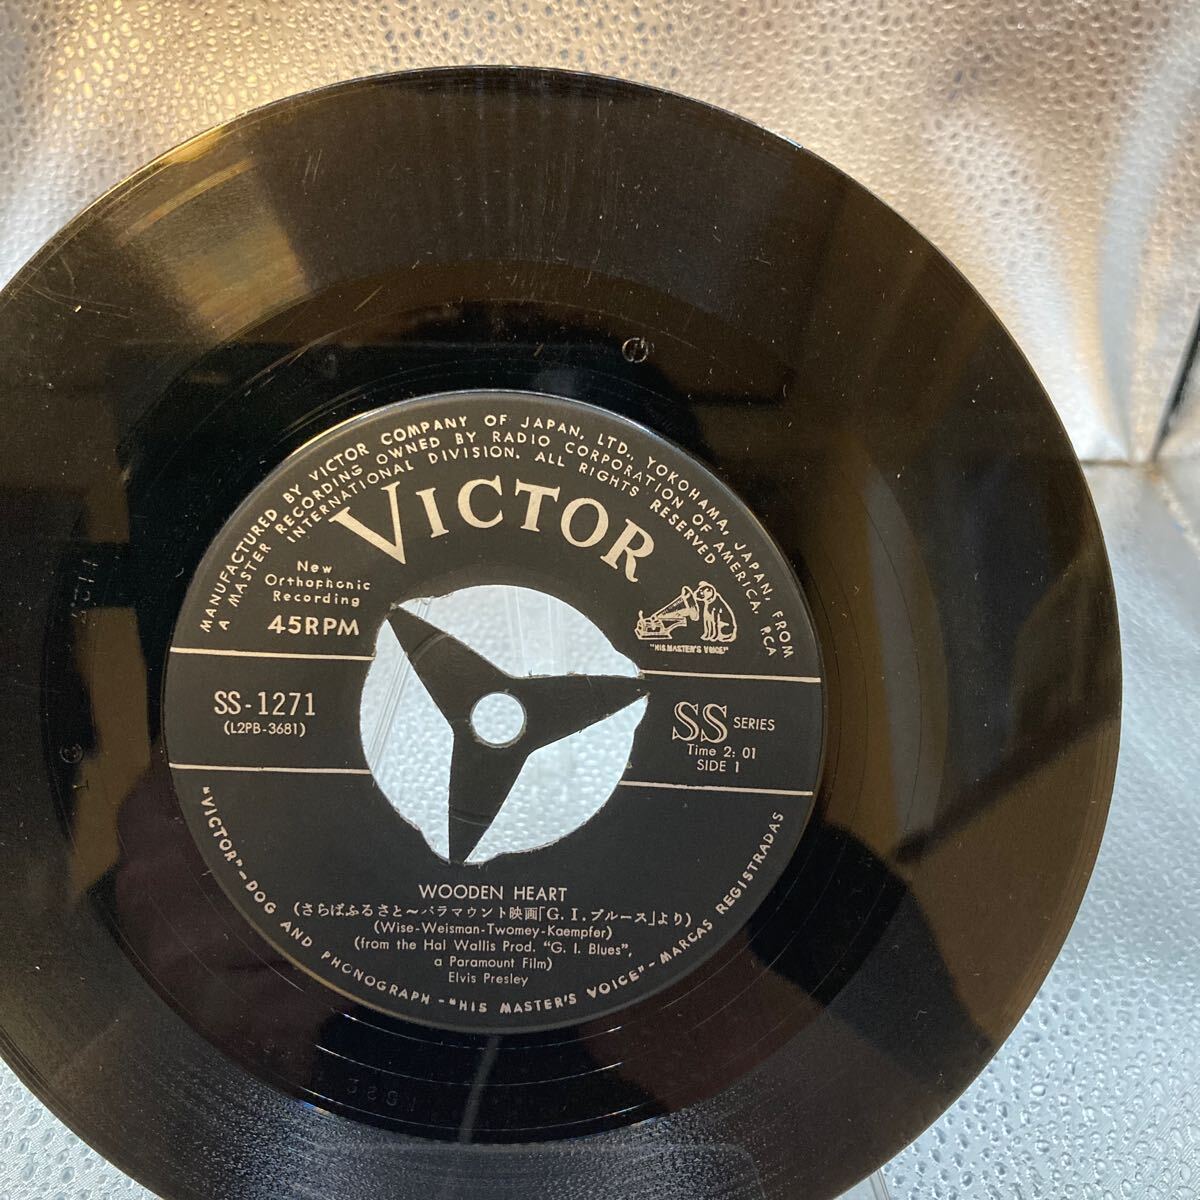 MANUFACTURED BY VICTOR COMPANY OF JAPAN, LTD., YOKOHAMA, JAPAN, FROM
A MASTER RECORDING OWNED BY RADIO CORPORATION OF AMERICA, RCA
INTERNATIONAL DIVISION. ALL RIGHTS RESERVED
VICTOR
New
Orthophonic
Recording
45RPM
"HIS MASTER'S VOICE"
SS-1271
(L2PB-3681)
SS SERIES
Time 2: 01
SIDE 1
WOODEN HEART
(さらばふるさと〜パラマウント映画「G. I. ブルース」より)
(Wise-Weisman-Twomey-Kaempfer)
(from the Hal Wallis Prod. "G. I. Blues",
a Paramount Film)
Elvis Presley
"VICTOR"-DOG AND PHONOGRAPH-"HIS MASTER'S VOICE"-MARCAS REGISTRADAS